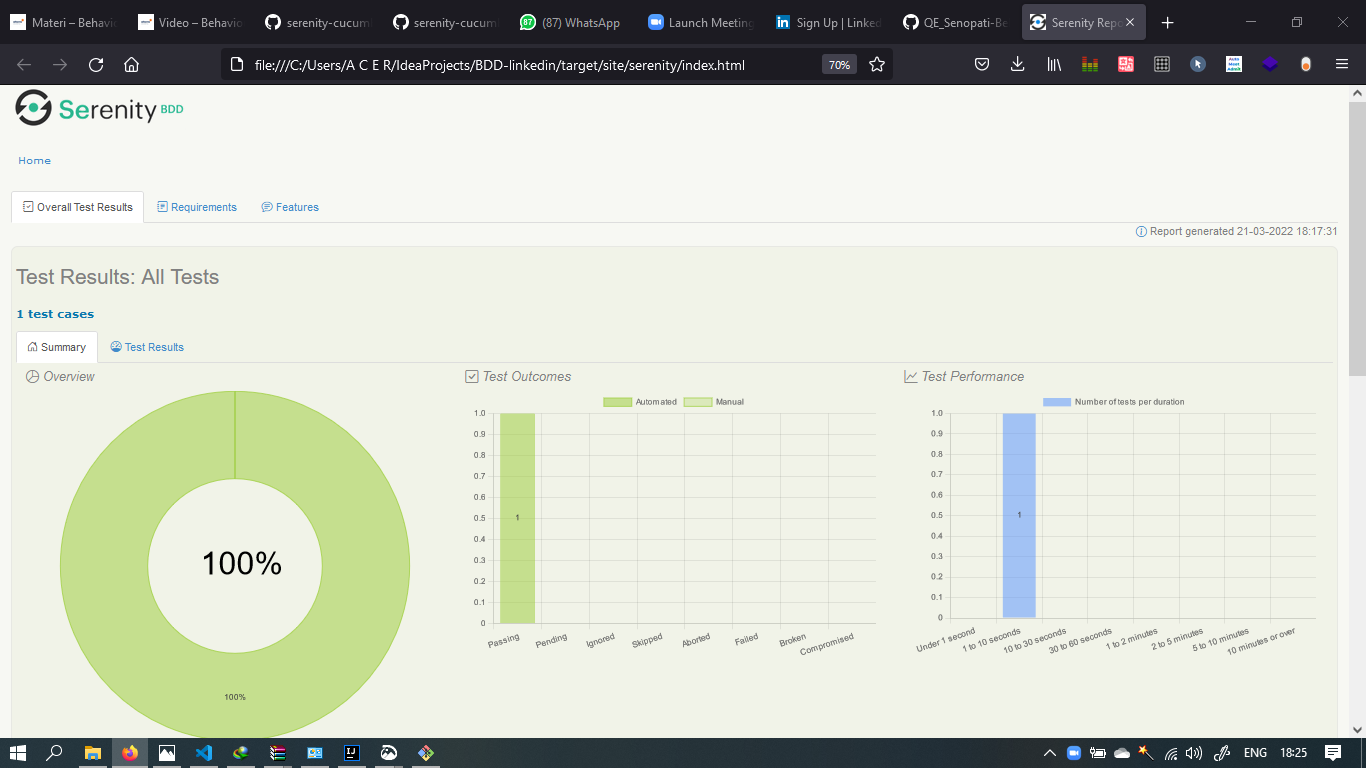 Materi – Behavi
Video – Behavio
serenity-cucum
serenity-cucum
87
(87) WhatsApp
Launch Meeting
in
Sign Up | Linked
QE_Senopati-Be
Serenity Repo
file:///C:/Users/A C E R/IdeaProjects/BDD-linkedin/target/site/serenity/index.html
70%
Serenity BDD
Home
Overall Test Results
Requirements
Features
Report generated 21-03-2022 18:17:31
Test Results: All Tests
1 test cases
Summary
Test Results
Overview
100%
100%
Test Outcomes
Automated
Manual
1.0
0.9
0.8
0.7
0.6
0.5
0.4
0.3
0.2
0.1
0
1
Passing
Pending
Ignored
Skipped
Aborted
Failed
Broken
Compromised
Test Performance
Number of tests per duration
1.0
0.9
0.8
0.7
0.6
0.5
0.4
0.3
0.2
0.1
0
1
Under 1 second
1 to 10 seconds
10 to 30 seconds
30 to 60 seconds
1 to 2 minutes
2 to 5 minutes
5 to 10 minutes
10 minutes or over
IJ
ENG
18:25